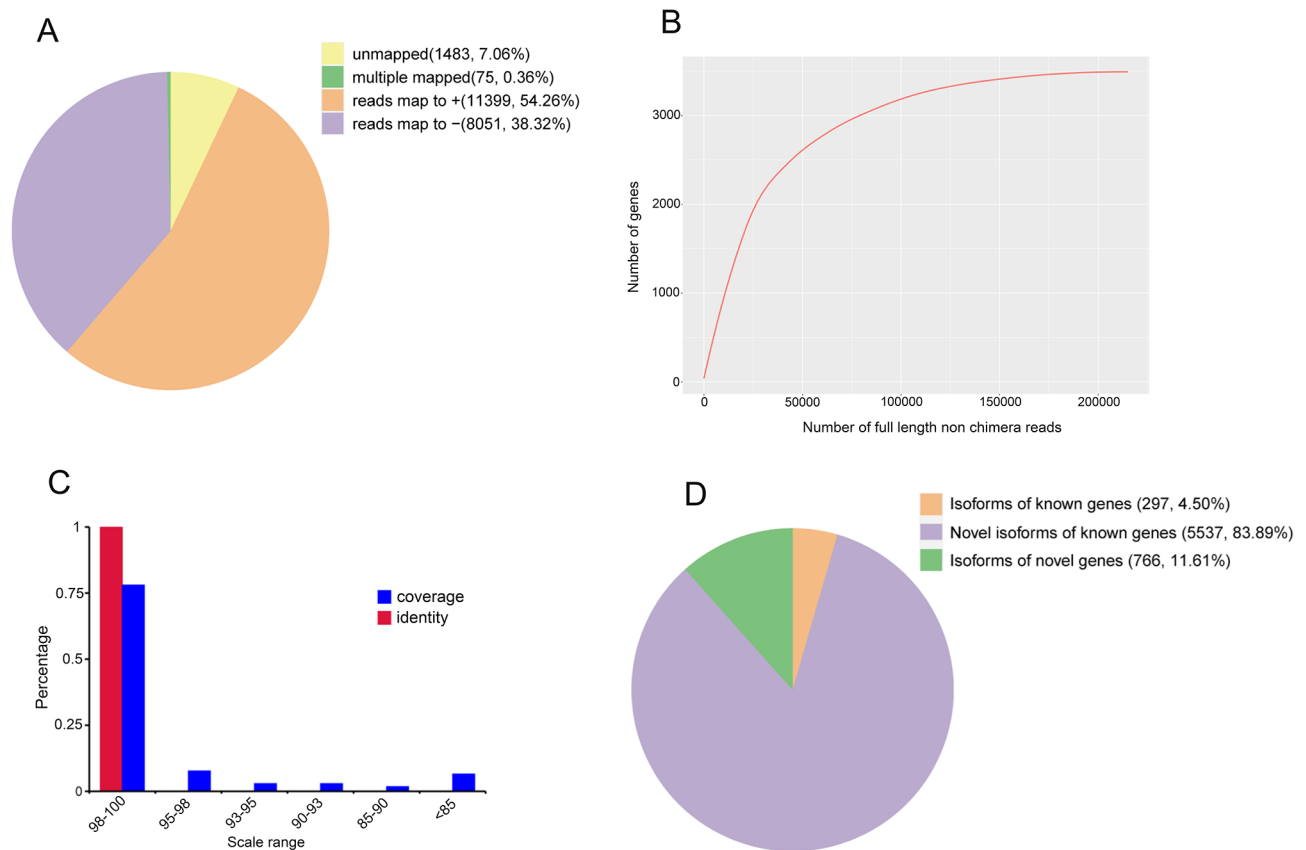 A
unmapped(1483, 7.06%)
multiple mapped(75, 0.36%)
reads map to +(11399, 54.26%)
reads map to −(8051, 38.32%)
B
Number of genes
3000
2000
1000
0
0 50000 100000 150000 200000
Number of full length non chimera reads
C
Percentage
1
0.75
0.5
0.25
0
coverage
identity
98-100 95-98 93-95 90-93 85-90 <85
Scale range
D
Isoforms of known genes (297, 4.50%)
Novel isoforms of known genes (5537, 83.89%)
Isoforms of novel genes (766, 11.61%)